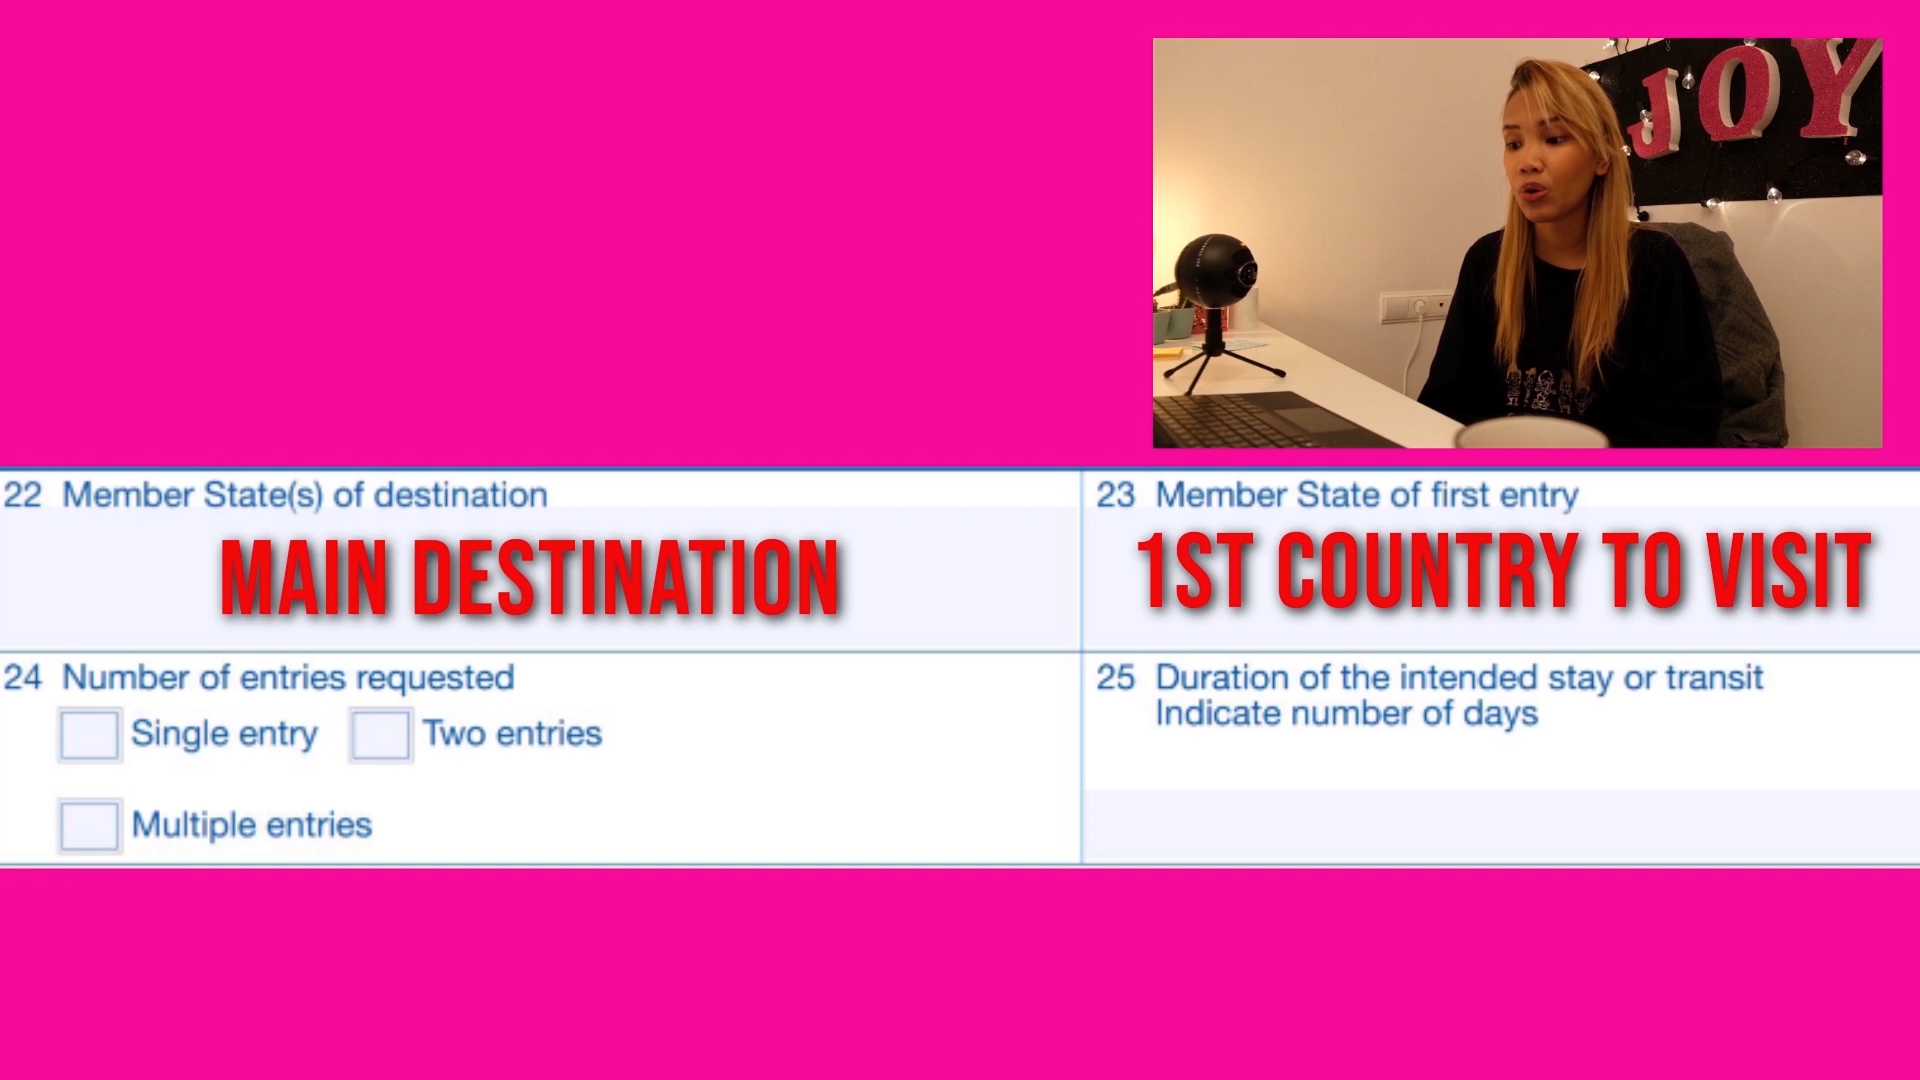 JOY
22 Member State(s) of destination
MAIN DESTINATION
23 Member State of first entry
1ST COUNTRY TO VISIT
24 Number of entries requested
Single entry Two entries
Multiple entries
25 Duration of the intended stay or transit
Indicate number of days